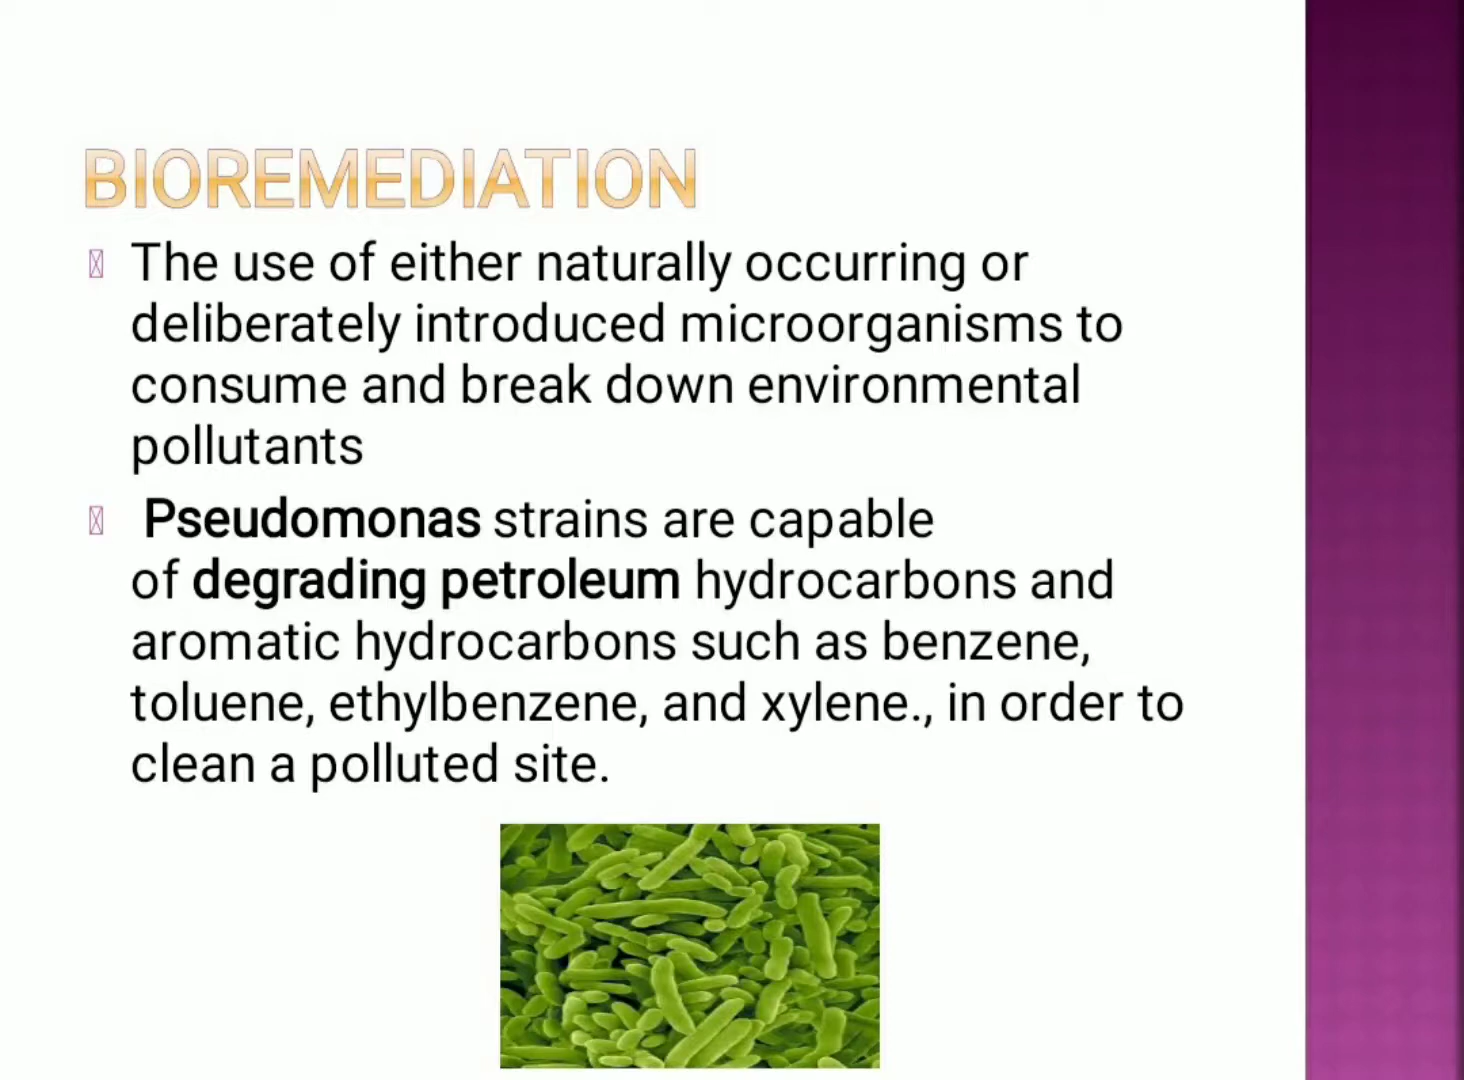 BIOREMEDIATION
The use of either naturally occurring or
deliberately introduced microorganisms to
consume and break down environmental
pollutants
Pseudomonas strains are capable
of degrading petroleum hydrocarbons and
aromatic hydrocarbons such as benzene,
toluene, ethylbenzene, and xylene., in order to
clean a polluted site.